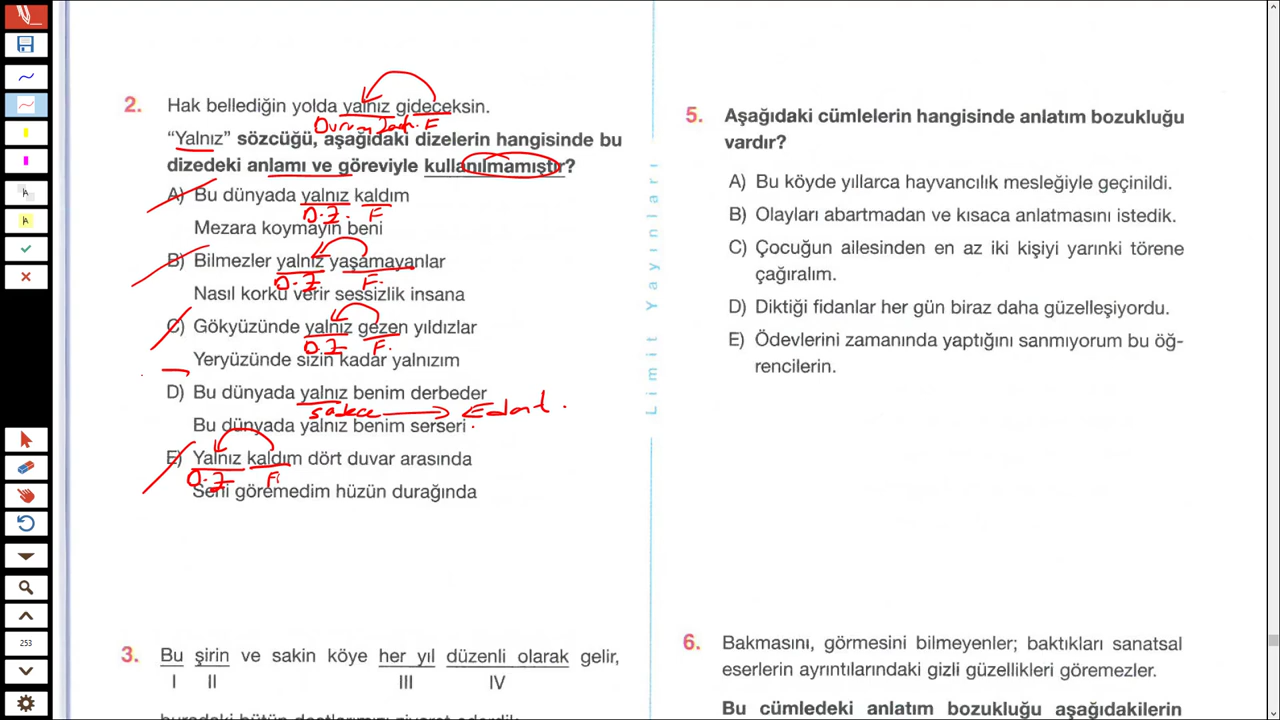 2. Hak bellediğin yolda yalnız gideceksin.
Durum Zarf. F
"Yalnız" sözcüğü, aşağıdaki dizelerin hangisinde bu
dizedeki anlamı ve göreviyle kullanılmamıştır?
A) Bu dünyada yalnız kaldım
D.Z. F
Mezara koymayın beni
B) Bilmezler yalnız yaşamayanlar
D.Z F.
Nasıl korku verir sessizlik insana
C) Gökyüzünde yalnız gezen yıldızlar
D.Z F.
Yeryüzünde sizin kadar yalnızım
D) Bu dünyada yalnız benim derbeder
sadece Edat.
Bu dünyada yalnız benim serseri
E) Yalnız kaldım dört duvar arasında
D.Z. F
Seni göremedim hüzün durağında
3. Bu şirin ve sakin köye her yıl düzenli olarak gelir,
I II III IV
Limit Yayınları
5. Aşağıdaki cümlelerin hangisinde anlatım bozukluğu
vardır?
A) Bu köyde yıllarca hayvancılık mesleğiyle geçinildi.
B) Olayları abartmadan ve kısaca anlatmasını istedik.
C) Çocuğun ailesinden en az iki kişiyi yarınki törene
çağıralım.
D) Diktiği fidanlar her gün biraz daha güzelleşiyordu.
E) Ödevlerini zamanında yaptığını sanmıyorum bu öğ-
rencilerin.
6. Bakmasını, görmesini bilmeyenler; baktıkları sanatsal
eserlerin ayrıntılarındaki gizli güzellikleri göremezler.
Bu cümledeki anlatım bozukluğu aşağıdakilerin
253